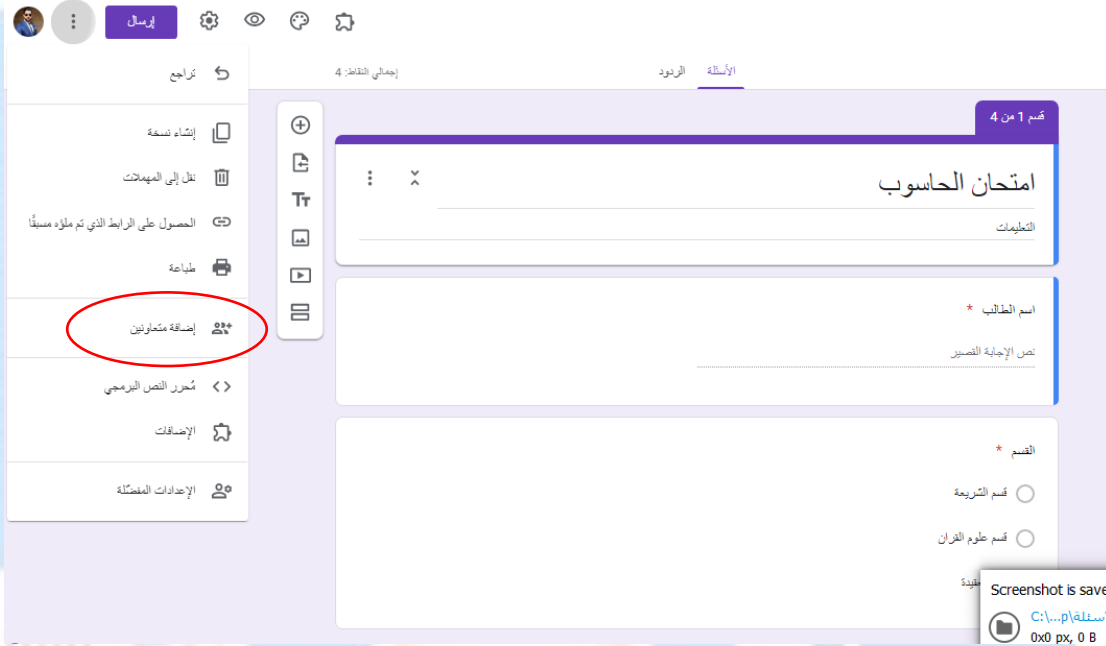 إرسال
الأسئلة
الردود
إجمالي النقاط: 4
تراجع
إنشاء نسخة
نقل إلى المهملات
الحصول على الرابط الذي تم ملؤه مسبقًا
طباعة
إضافة متعاونين
مُحرر النص البرمجي
الإضافات
الإعدادات المفضّلة
قسم 1 من 4
امتحان الحاسوب
التعليمات
اسم الطالب *
نص الإجابة القصير
القسم *
قسم الشريعة
قسم علوم القران
Screenshot is save
0x0 px, 0 B